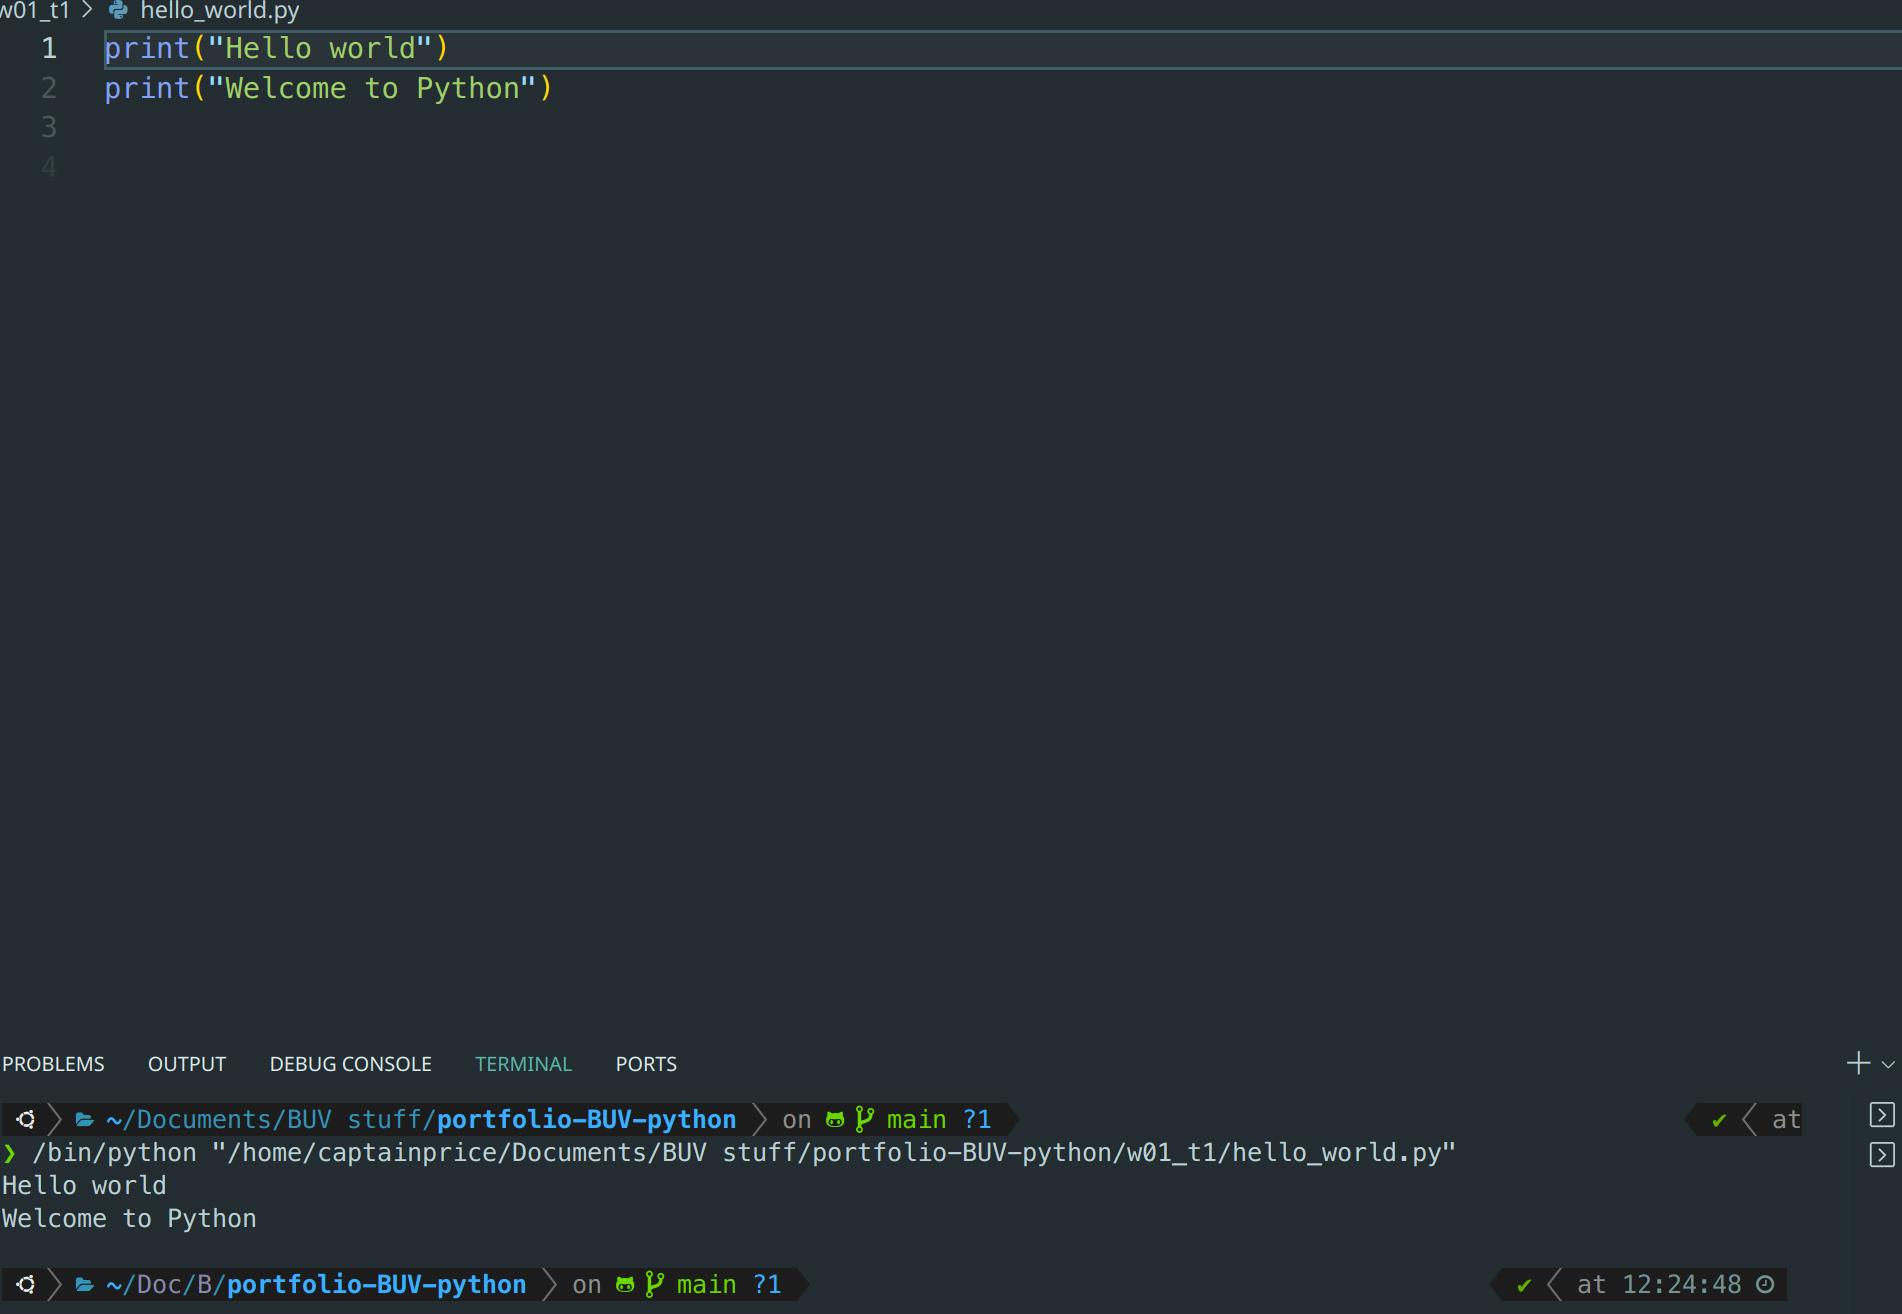 w01_t1 > hello_world.py
1 print("Hello world")
2 print("Welcome to Python")
3
4
PROBLEMS OUTPUT DEBUG CONSOLE TERMINAL PORTS
~/Documents/BUV stuff/portfolio-BUV-python on main ?1 ✔ at
❯ /bin/python "/home/captainprice/Documents/BUV stuff/portfolio-BUV-python/w01_t1/hello_world.py"
Hello world
Welcome to Python
~/Doc/B/portfolio-BUV-python on main ?1 ✔ at 12:24:48